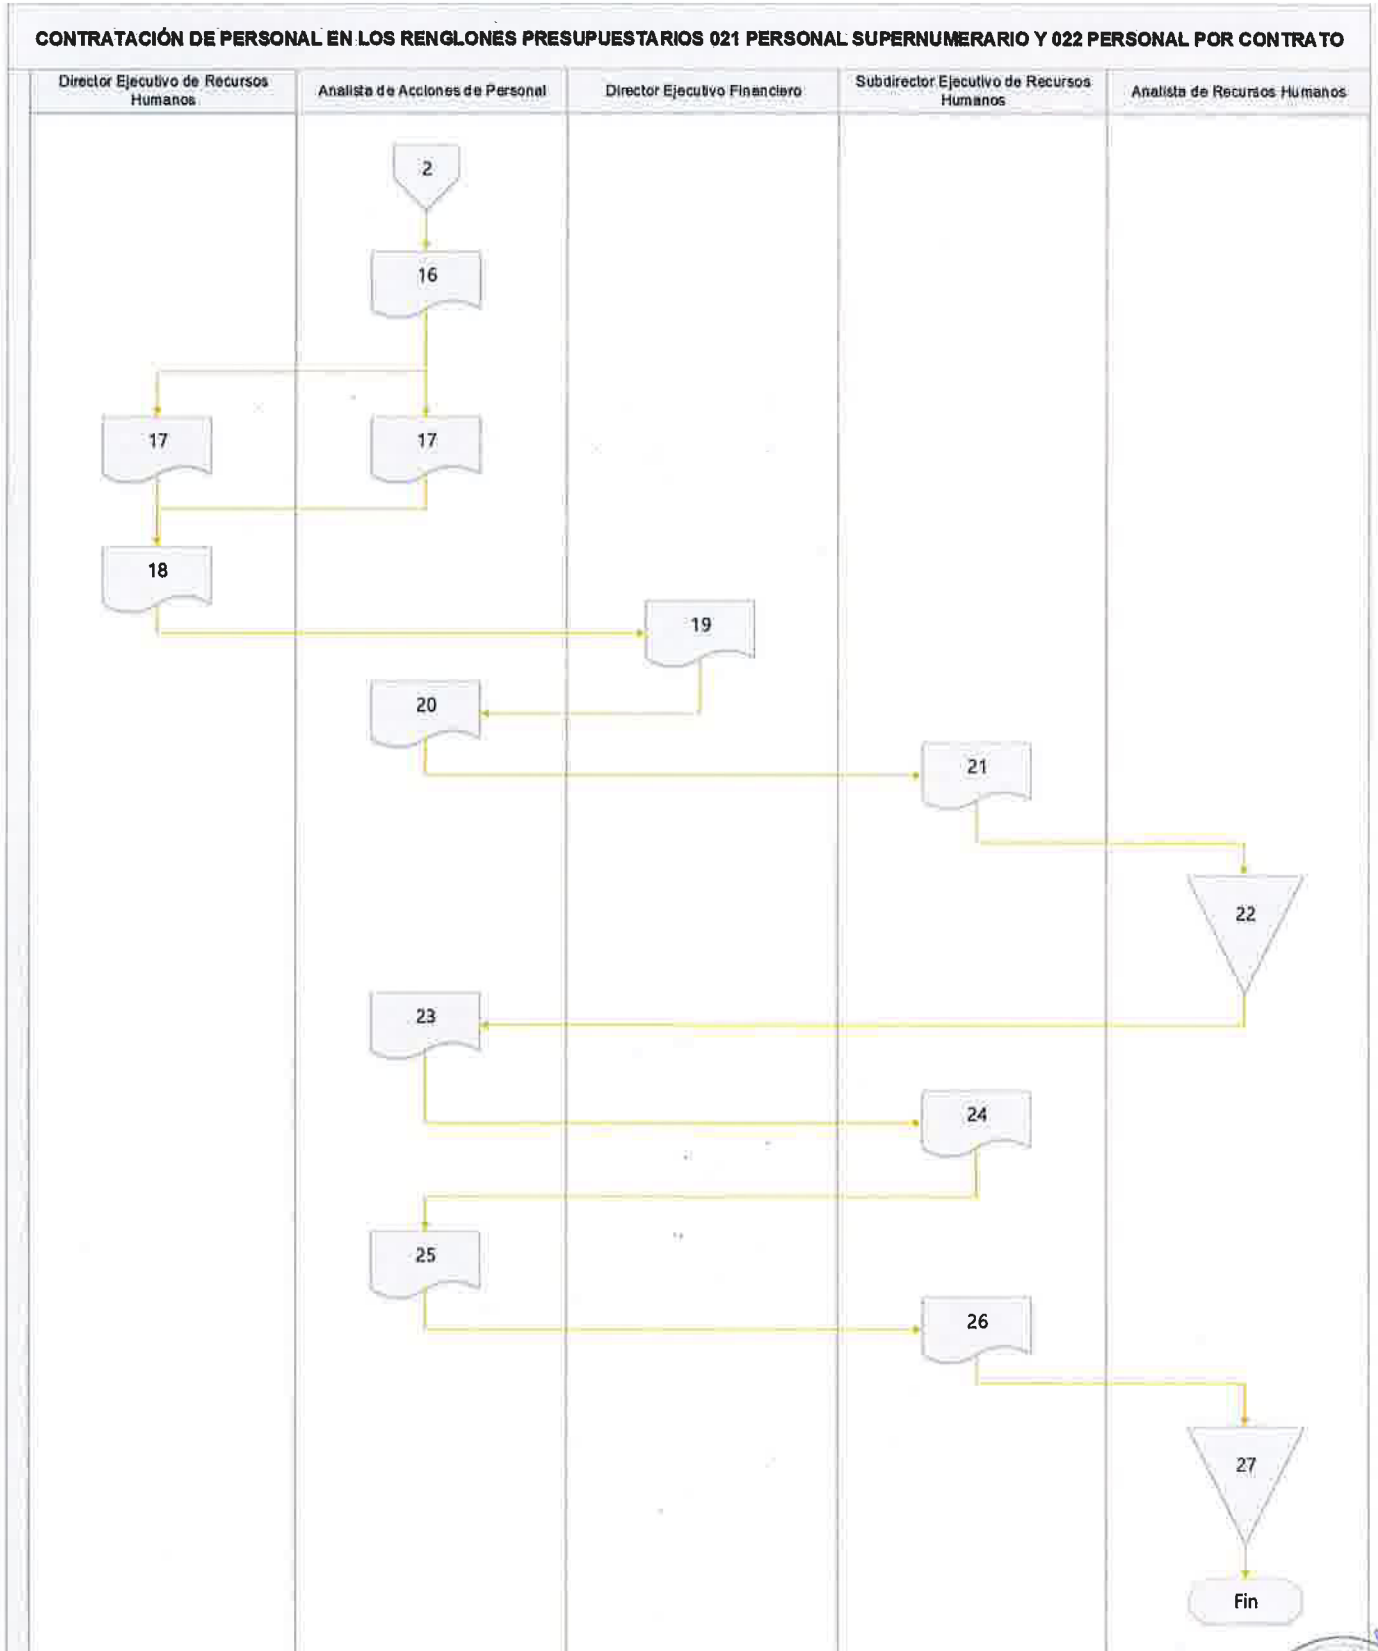 CONTRATACIÓN DE PERSONAL EN LOS RENGLONES PRESUPUESTARIOS 021 PERSONAL SUPERNUMERARIO Y 022 PERSONAL POR CONTRATO
Director Ejecutivo de Recursos
Humanos
Analista de Acciones de Personal
Director Ejecutivo Financiero
Subdirector Ejecutivo de Recursos
Humanos
Analista de Recursos Humanos
2
16
17
17
18
19
20
21
22
23
24
25
26
27
Fin